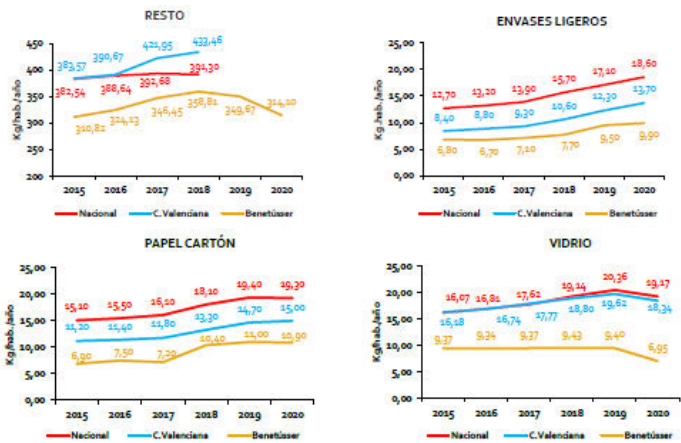 RESTO
Kg/hab./año
450
400
350
300
250
200
383,57 390,67 421,95 433,46
382,54 388,64 392,68 391,30
310,82 324,13 346,45 358,81 349,67 314,10
2015 2016 2017 2018 2019 2020
Nacional C.Valenciana Benetússer
ENVASES LIGEROS
Kg./hab./año
25,00
20,00
15,00
10,00
5,00
0,00
12,70 13,20 13,90 15,70 17,10 18,60
8,40 8,80 9,30 10,60 12,30 13,70
6,80 6,70 7,10 7,70 9,50 9,90
2015 2016 2017 2018 2019 2020
Nacional C.Valenciana Benetússer
PAPEL CARTÓN
Kg/hab./año
25,00
20,00
15,00
10,00
5,00
0,00
15,10 15,50 16,10 18,10 19,40 19,30
11,20 11,40 11,80 13,30 14,70 15,00
6,90 7,50 7,20 10,40 11,00 10,90
2015 2016 2017 2018 2019 2020
Nacional C.Valenciana Benetússer
VIDRIO
Kg/hab./año
25,00
20,00
15,00
10,00
5,00
0,00
16,07 16,81 17,62 19,14 20,36 19,17
16,18 16,74 17,77 18,80 19,62 18,34
9,37 9,34 9,37 9,43 9,40 6,95
2015 2016 2017 2018 2019 2020
Nacional C.Valenciana Benetússer